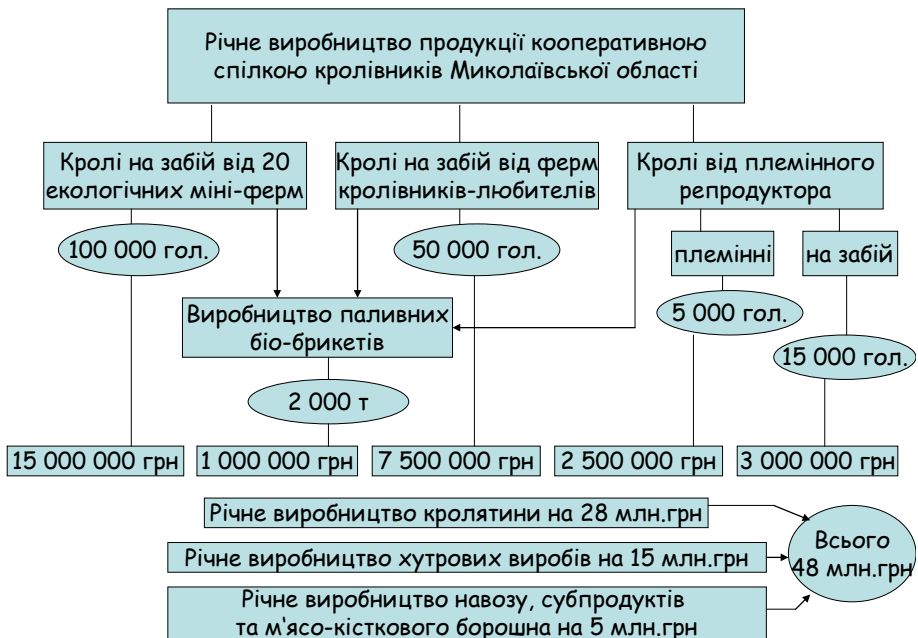 Річне виробництво продукції кооперативною
спілкою кролівників Миколаївської області
Кролі на забій від 20
екологічних міні-ферм
Кролі на забій від ферм
кролівників-любителів
Кролі від племінного
репродуктора
100 000 гол.
50 000 гол.
племінні
на забій
5 000 гол.
Виробництво паливних
біо-брикетів
15 000 гол.
2 000 т
15 000 000 грн
1 000 000 грн
7 500 000 грн
2 500 000 грн
3 000 000 грн
Річне виробництво кролятини на 28 млн.грн
Річне виробництво хутрових виробів на 15 млн.грн
Всього
48 млн.грн
Річне виробництво навозу, субпродуктів
та м'ясо-кісткового борошна на 5 млн.грн